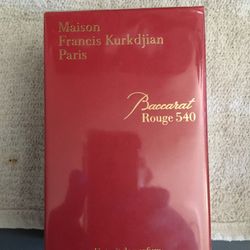 Maison
Francis Kurkdjian
Paris
Baccarat
Rouge 540